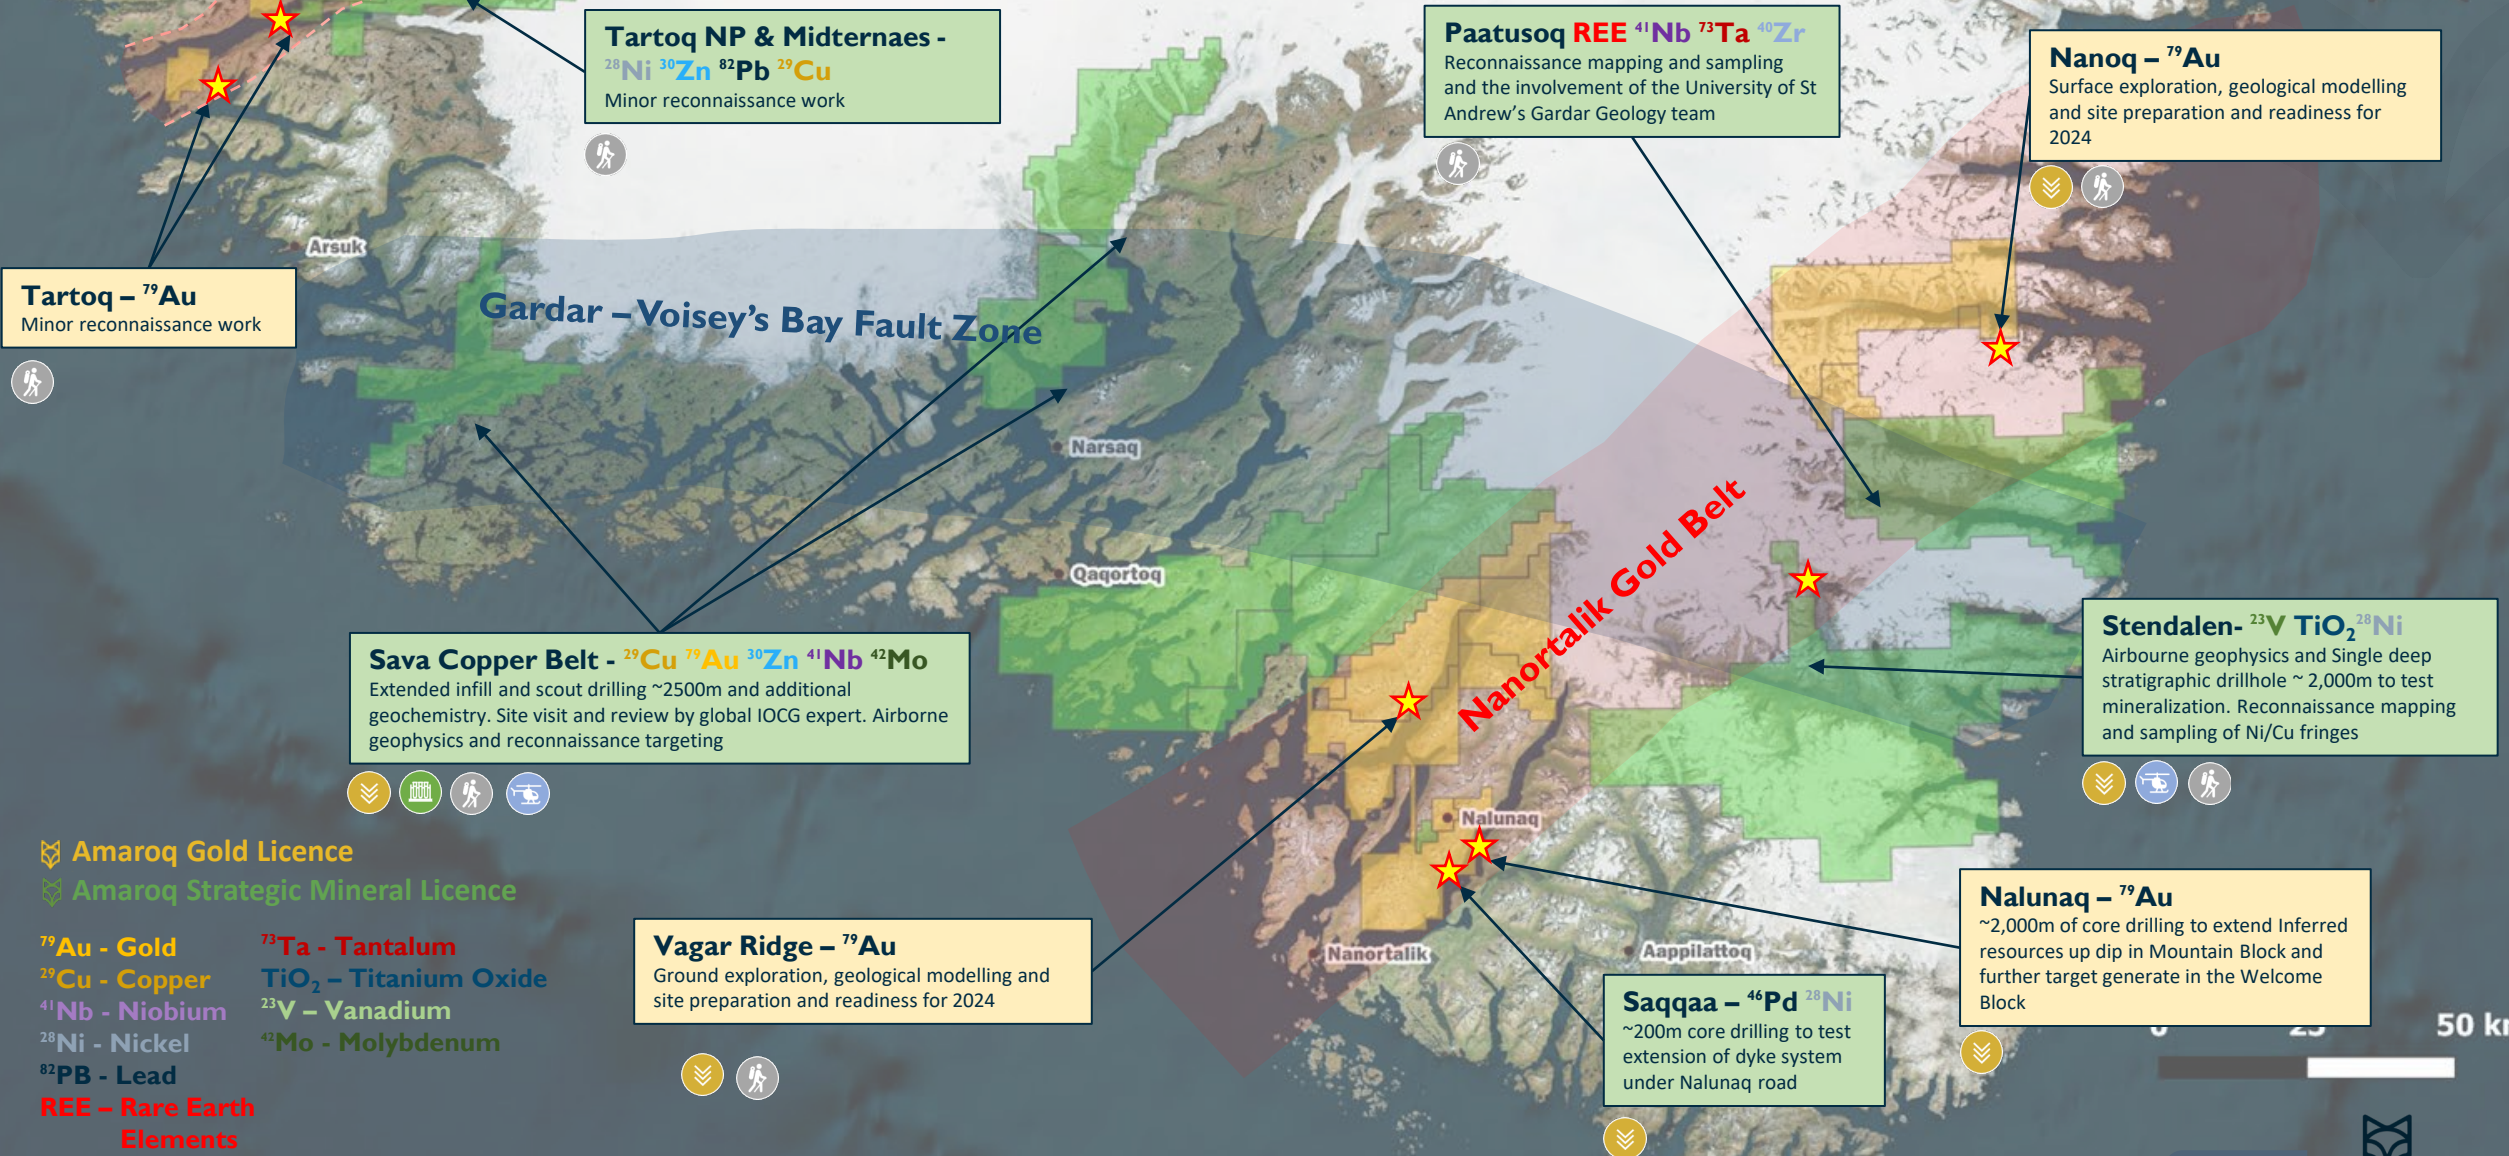 Tartoq NP & Midternaes -
²⁸Ni ³⁰Zn ⁸²Pb ²⁹Cu
Minor reconnaissance work
Paatusoq REE ⁴¹Nb ⁷³Ta ⁴⁰Zr
Reconnaissance mapping and sampling
and the involvement of the University of St
Andrew's Gardar Geology team
Nanoq – ⁷⁹Au
Surface exploration, geological modelling
and site preparation and readiness for
2024
Arsuk
Tartoq – ⁷⁹Au
Minor reconnaissance work
Gardar – Voisey's Bay Fault Zone
Narsaq
Nanortalik Gold Belt
Qaqortoq
Sava Copper Belt - ²⁹Cu ⁷⁹Au ³⁰Zn ⁴¹Nb ⁴²Mo
Extended infill and scout drilling ~2500m and additional
geochemistry. Site visit and review by global IOCG expert. Airborne
geophysics and reconnaissance targeting
Stendalen- ²³V TiO₂ ²⁸Ni
Airbourne geophysics and Single deep
stratigraphic drillhole ~ 2,000m to test
mineralization. Reconnaissance mapping
and sampling of Ni/Cu fringes
Nalunaq
Amaroq Gold Licence
Amaroq Strategic Mineral Licence
⁷⁹Au - Gold
²⁹Cu - Copper
⁴¹Nb - Niobium
²⁸Ni - Nickel
⁸²PB - Lead
REE – Rare Earth
Elements
⁷³Ta - Tantalum
TiO₂ – Titanium Oxide
²³V – Vanadium
⁴²Mo - Molybdenum
Vagar Ridge – ⁷⁹Au
Ground exploration, geological modelling and
site preparation and readiness for 2024
Nanortalik
Aappilattoq
Nalunaq – ⁷⁹Au
~2,000m of core drilling to extend Inferred
resources up dip in Mountain Block and
further target generate in the Welcome
Block
Saqqaa – ⁴⁶Pd ²⁸Ni
~200m core drilling to test
extension of dyke system
under Nalunaq road
0 25 50 km